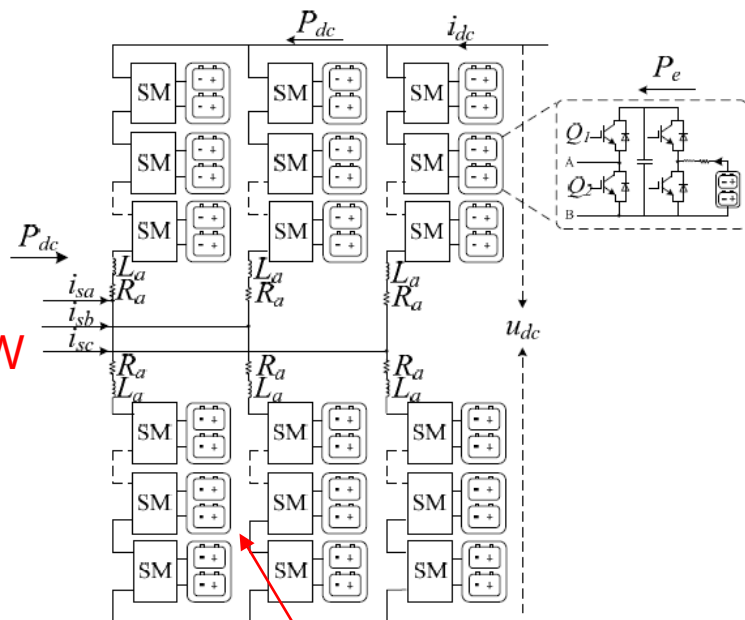 P_dc i_dc
SM - + SM - + SM - +
- + - + - +
P_e
SM - + SM - + SM - +
- + - + - +
Q_1
A
Q_2
B
SM - + SM - + SM - +
- + - + - +
P_dc
L_a L_a L_a
i_sa R_a R_a R_a
i_sb
u_dc
W i_sc
R_a R_a R_a
L_a L_a L_a
SM - + SM - + SM - +
- + - + - +
SM - + SM - + SM - +
- + - + - +
SM - + SM - + SM - +
- + - + - +